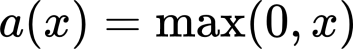 a(x) = max(0, x)